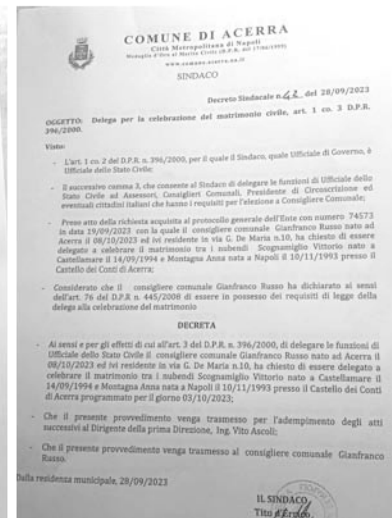 COMUNE DI ACERRA
Città Metropolitana di Napoli
Medaglia d'Oro al Merito Civile (D.P.R. del 17/06/1999)
www.comune.acerra.na.it
SINDACO
Decreto Sindacale n. 42 del 28/09/2023
OGGETTO: Delega per la celebrazione del matrimonio civile, art. 1 co. 3 D.P.R.
396/2000.
Visto:
- L'art. 1 co. 2 del D.P.R. n. 396/2000, per il quale il Sindaco, quale Ufficiale di Governo, è
Ufficiale dello Stato Civile;
- Il successivo comma 3, che consente al Sindaco di delegare le funzioni di Ufficiale dello
Stato Civile ad Assessori, Consiglieri Comunali, Presidente di Circoscrizione ed
eventuali cittadini italiani che hanno i requisiti per l'elezione a Consigliere Comunale;
- Preso atto della richiesta acquisita al protocollo generale dell'Ente con numero 74573
in data 19/09/2023 con la quale il consigliere comunale Gianfranco Russo nato ad
Acerra il 08/10/2023 ed ivi residente in via G. De Maria n.10, ha chiesto di essere
delegato a celebrare il matrimonio tra i nubendi Scognamiglio Vittorio nato a
Castellamare il 14/09/1994 e Montagna Anna nata a Napoli il 10/11/1993 presso il
Castello dei Conti di Acerra;
- Considerato che il consigliere comunale Gianfranco Russo ha dichiarato ai sensi
dell'art. 76 del D.P.R n. 445/2008 di essere in possesso dei requisiti di legge della
delega alla celebrazione del matrimonio
DECRETA
- Ai sensi e per gli effetti di cui all'art. 3 del D.P.R. n. 396/2000, di delegare le funzioni di
Ufficiale dello Stato Civile il consigliere comunale Gianfranco Russo nato ad Acerra il
08/10/2023 ed ivi residente in via G. De Maria n.10, ha chiesto di essere delegato a
celebrare il matrimonio tra i nubendi Scognamiglio Vittorio nato a Castellamare il
14/09/1994 e Montagna Anna nata a Napoli il 10/11/1993 presso il Castello dei Conti
di Acerra programmato per il giorno 03/10/2023;
- Che il presente provvedimento venga trasmesso per l'adempimento degli atti
successivi al Dirigente della prima Direzione, Ing. Vito Ascoli;
- Che il presente provvedimento venga trasmesso al consigliere comunale Gianfranco
Russo.
Dalla residenza municipale, 28/09/2023
IL SINDACO
Tito d'Errico